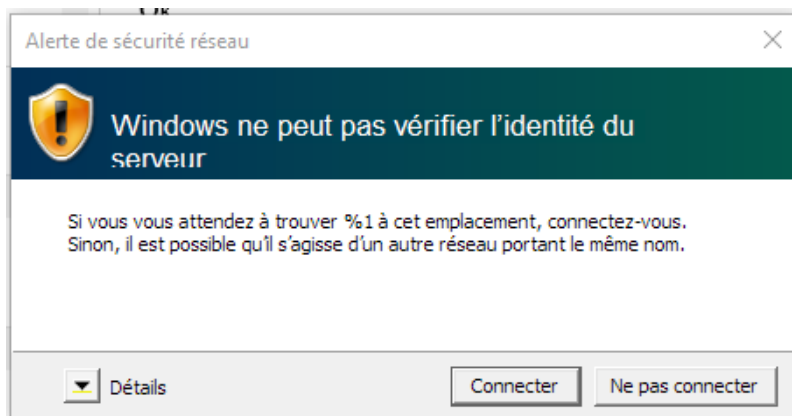 Ok
Alerte de sécurité réseau
Windows ne peut pas vérifier l’identité du
serveur
Si vous vous attendez à trouver %1 à cet emplacement, connectez-vous.
Sinon, il est possible qu’il s’agisse d’un autre réseau portant le même nom.
Détails
Connecter
Ne pas connecter